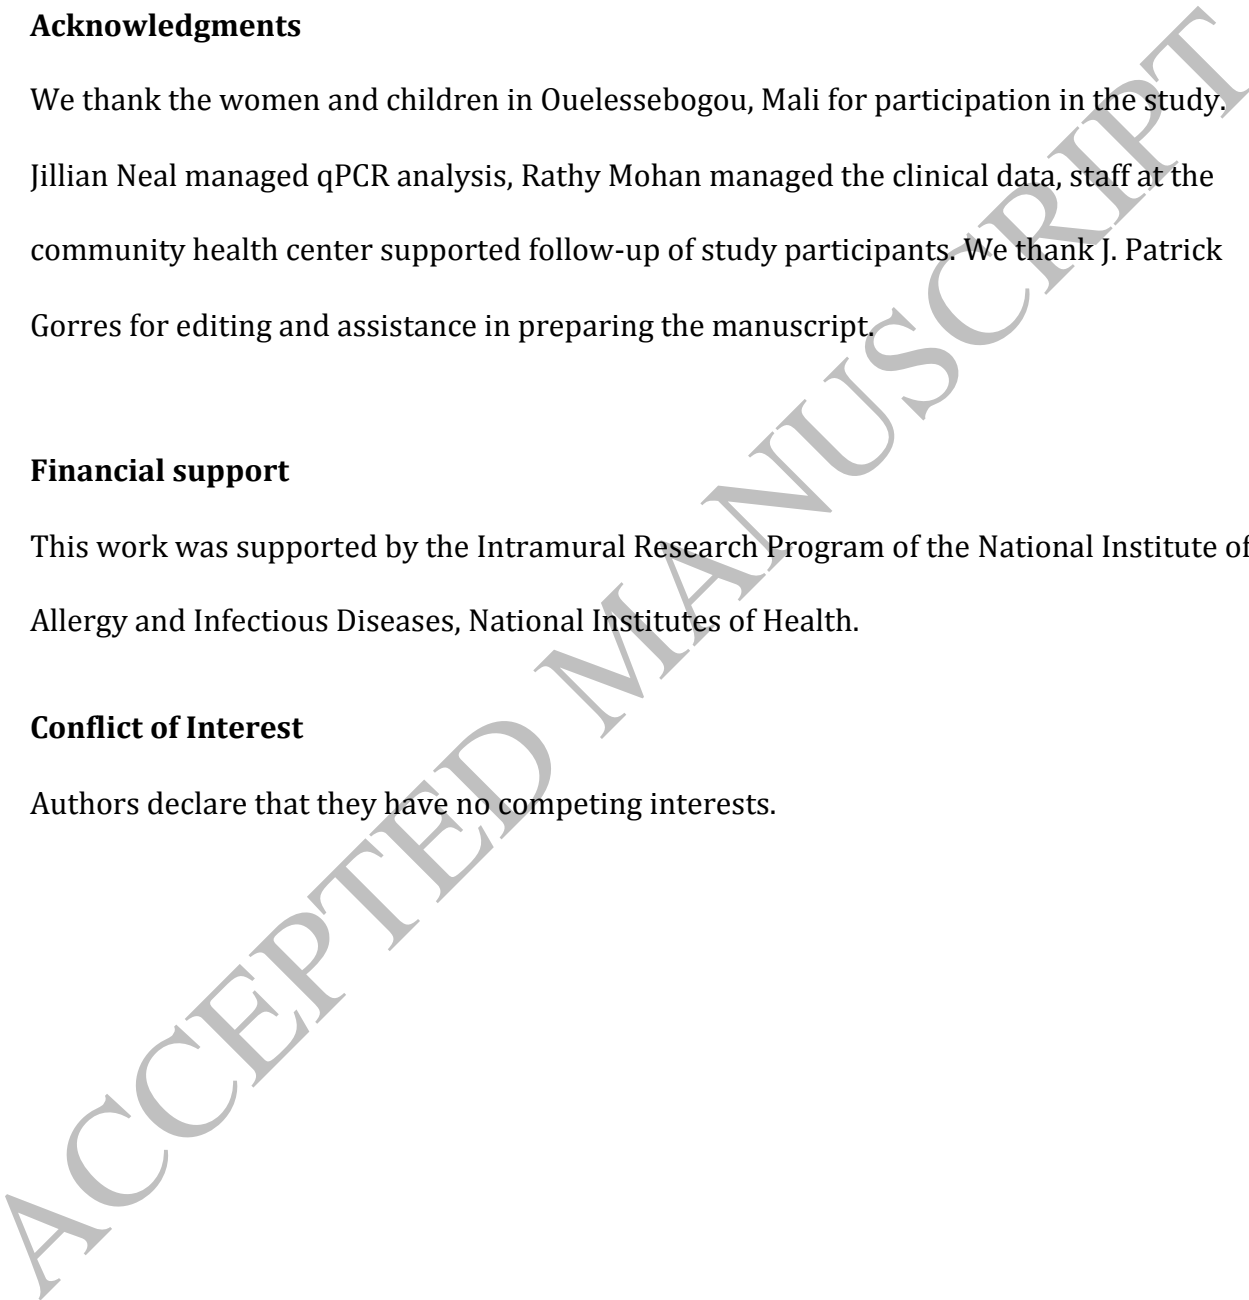 Acknowledgments
We thank the women and children in Ouelessebogou, Mali for participation in the study.
Jillian Neal managed qPCR analysis, Rathy Mohan managed the clinical data, staff at the
community health center supported follow-up of study participants. We thank J. Patrick
Gorres for editing and assistance in preparing the manuscript.
Financial support
This work was supported by the Intramural Research Program of the National Institute of
Allergy and Infectious Diseases, National Institutes of Health.
Conflict of Interest
Authors declare that they have no competing interests.
ACCEPTED MANUSCRIPT